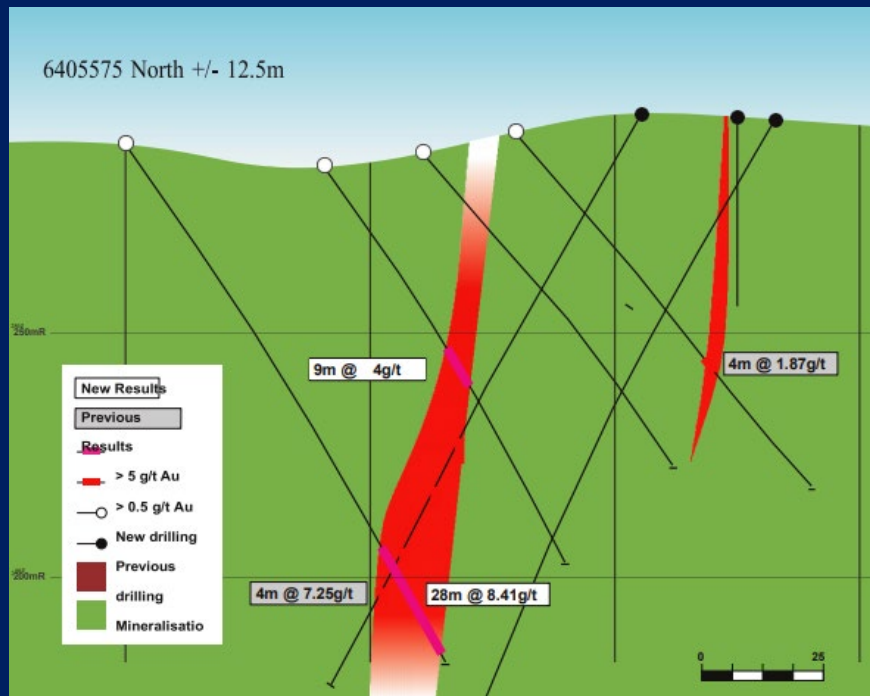 6405575 North +/- 12.5m
250mR
9m @ 4g/t
4m @ 1.87g/t
New Results
Previous
Results
> 5 g/t Au
> 0.5 g/t Au
New drilling
Previous
drilling
Mineralisatio
200mR
4m @ 7.25g/t
28m @ 8.41g/t
0 25